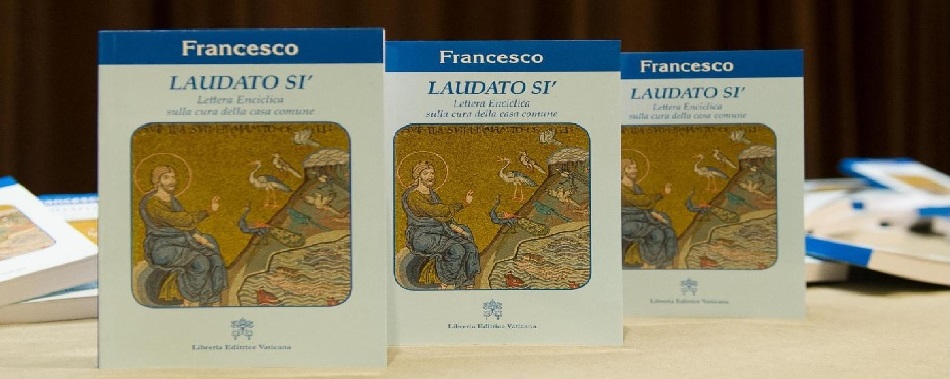 Francesco
LAUDATO SI'
Lettera Enciclica
sulla cura della casa comune
Libreria Editrice Vaticana
Francesco
LAUDATO SI'
Lettera Enciclica
sulla cura della casa comune
Libreria Editrice Vaticana
Francesco
LAUDATO SI'
Lettera Enciclica
sulla cura della casa comune
Libreria Editrice Vaticana